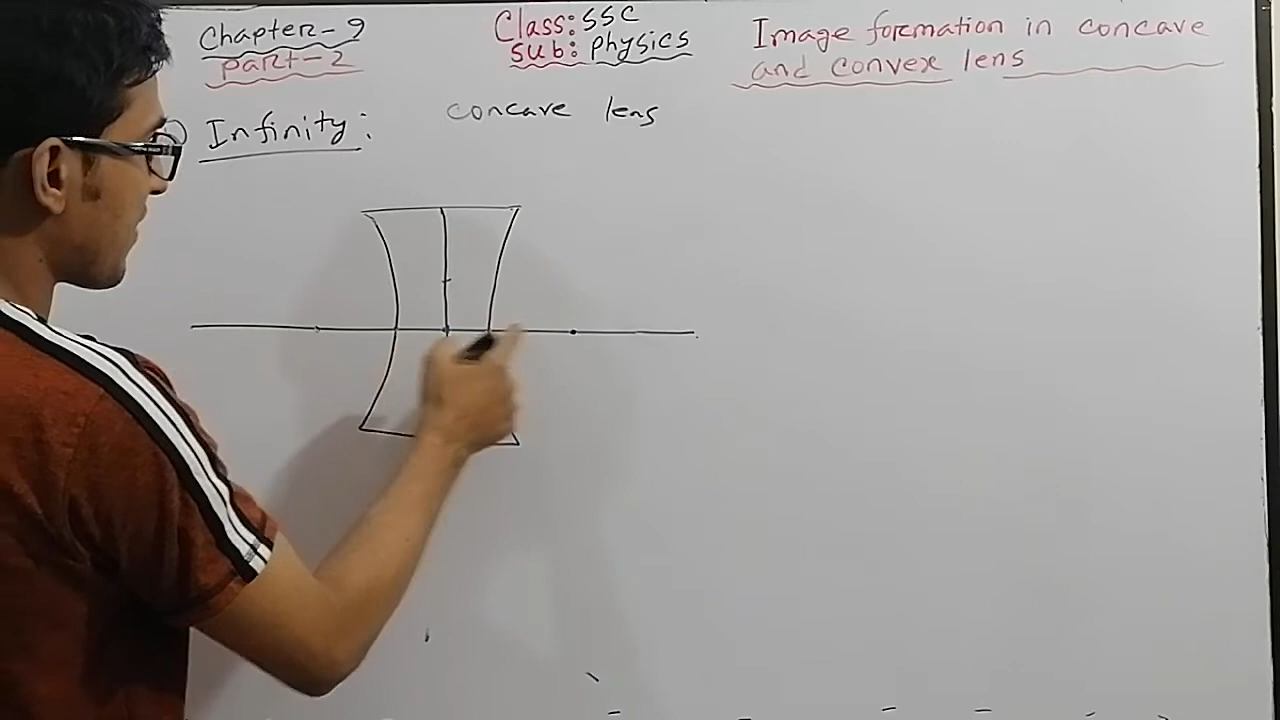 Chapter-9
part-2
Class: SSC
Sub: physics
Image formation in concave
and convex lens
Infinity:
concave lens